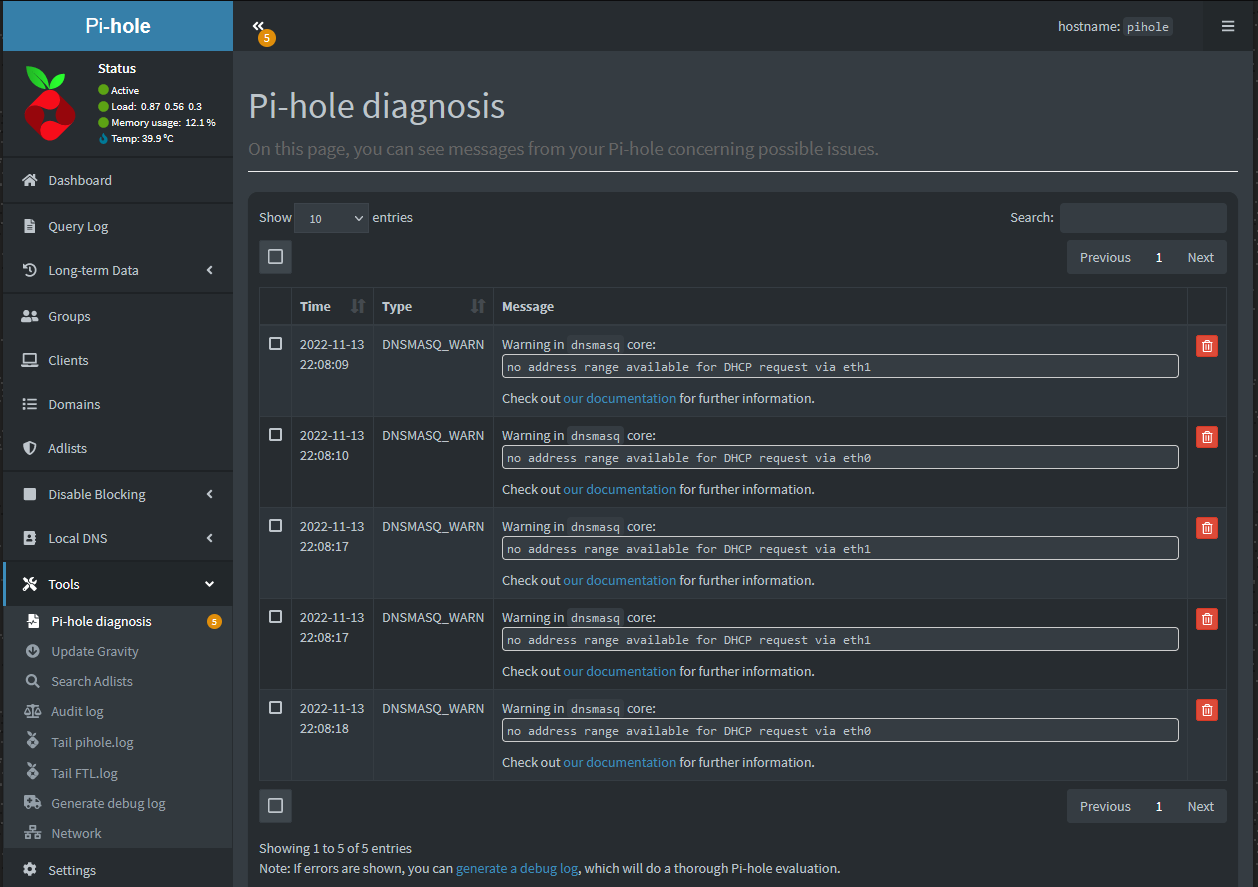 Pi-hole
5
hostname: pihole
Status
Active
Load: 0.87 0.56 0.3
Memory usage: 12.1 %
Temp: 39.9 °C
Dashboard
Query Log
Long-term Data
Groups
Clients
Domains
Adlists
Disable Blocking
Local DNS
Tools
Pi-hole diagnosis 5
Update Gravity
Search Adlists
Audit log
Tail pihole.log
Tail FTL.log
Generate debug log
Network
Settings
Pi-hole diagnosis
On this page, you can see messages from your Pi-hole concerning possible issues.
Show 10 entries Search:
Previous 1 Next
Time Type Message
2022-11-13 22:08:09 DNSMASQ_WARN Warning in dnsmasq core:
no address range available for DHCP request via eth1
Check out our documentation for further information.
2022-11-13 22:08:10 DNSMASQ_WARN Warning in dnsmasq core:
no address range available for DHCP request via eth0
Check out our documentation for further information.
2022-11-13 22:08:17 DNSMASQ_WARN Warning in dnsmasq core:
no address range available for DHCP request via eth1
Check out our documentation for further information.
2022-11-13 22:08:17 DNSMASQ_WARN Warning in dnsmasq core:
no address range available for DHCP request via eth1
Check out our documentation for further information.
2022-11-13 22:08:18 DNSMASQ_WARN Warning in dnsmasq core:
no address range available for DHCP request via eth0
Check out our documentation for further information.
Previous 1 Next
Showing 1 to 5 of 5 entries
Note: If errors are shown, you can generate a debug log, which will do a thorough Pi-hole evaluation.